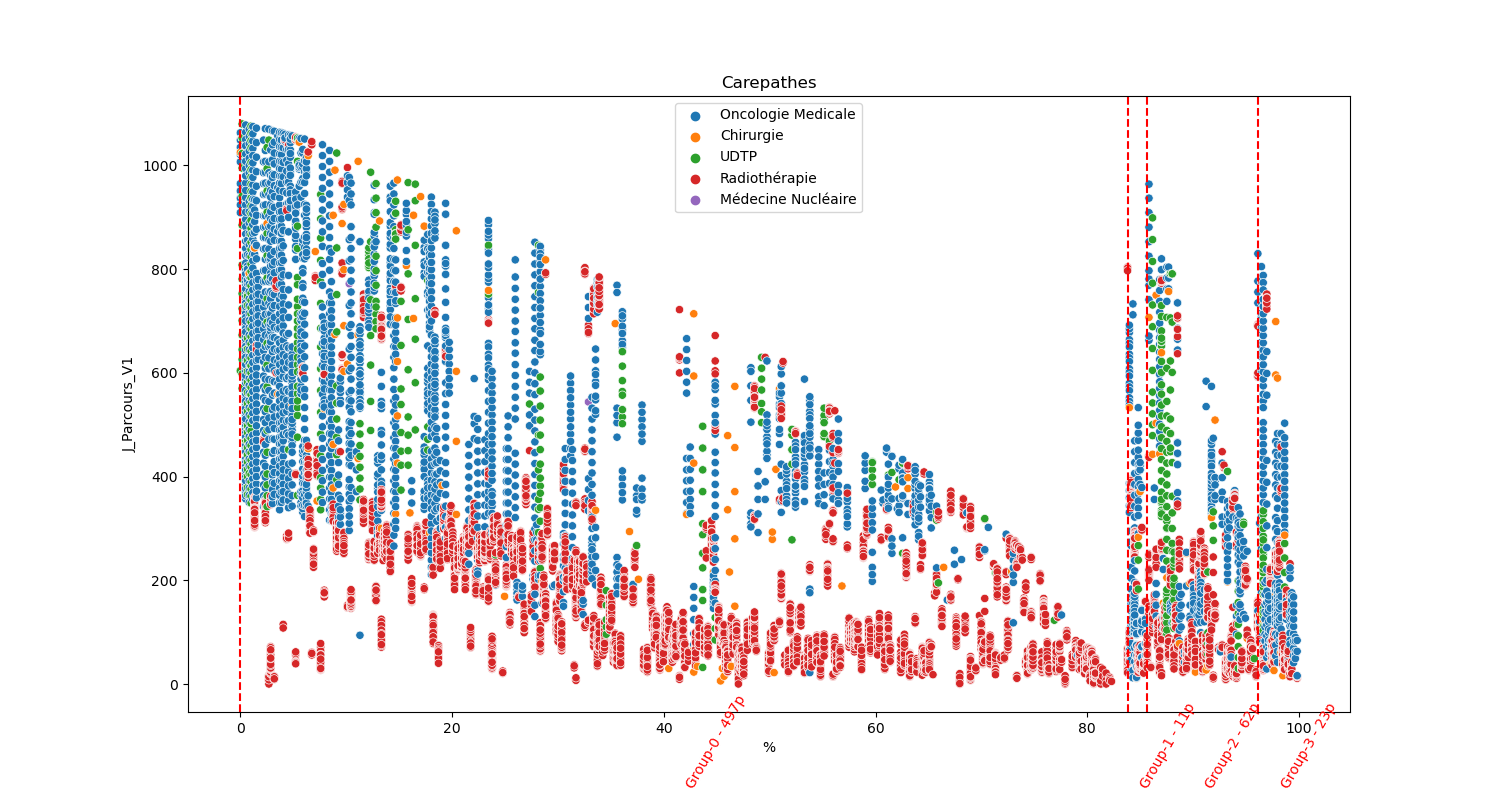 Carepathes
Oncologie Medicale
Chirurgie
UDTP
Radiothérapie
Médecine Nucléaire
J_Parcours_V1
1000
800
600
400
200
0
0 20 40 60 80 100
%
Group-0 - 497p
Group-1 - 11p
Group-2 - 62p
Group-3 - 23p